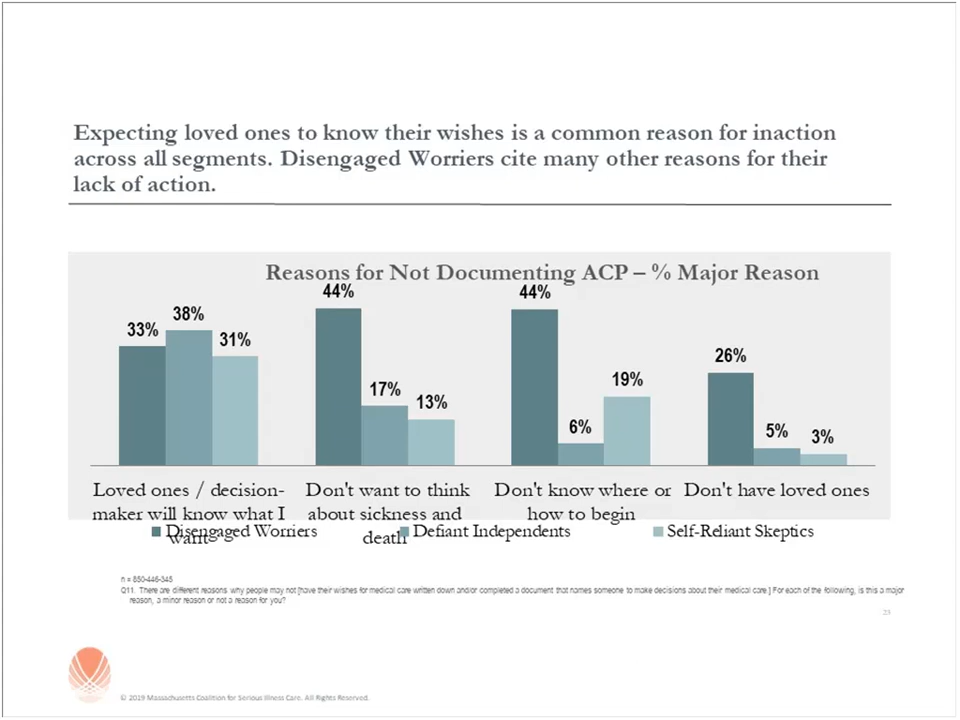 Expecting loved ones to know their wishes is a common reason for inaction
across all segments. Disengaged Worriers cite many other reasons for their
lack of action.
Reasons for Not Documenting ACP – % Major Reason
33%
38%
31%
44%
17%
13%
44%
6%
19%
26%
5%
3%
Loved ones / decision-
maker will know what I
want
Don't want to think
about sickness and
death
Don't know where or
how to begin
Don't have loved ones
Disengaged Worriers
Defiant Independents
Self-Reliant Skeptics
n = 850-446-345
Q11 There are different reasons why people may not [have their wishes for medical care written down and/or completed a document that names someone to make decisions about their medical care.] For each of the following, is this a major
reason, a minor reason or not a reason for you?
23
© 2019 Massachusetts Coalition for Serious Illness Care. All Rights Reserved.